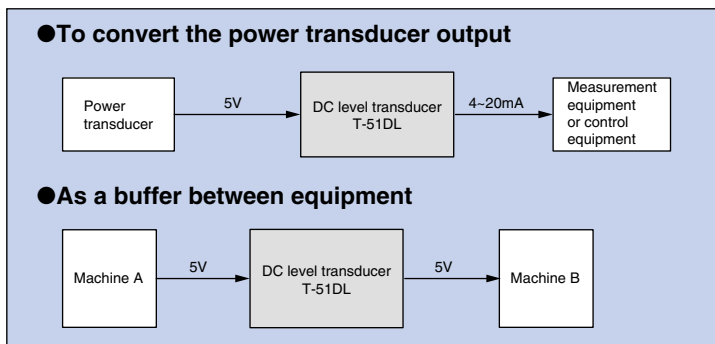 ●To convert the power transducer output
Power
transducer
5V
DC level transducer
T-51DL
4~20mA
Measurement
equipment
or control
equipment
●As a buffer between equipment
Machine A
5V
DC level transducer
T-51DL
5V
Machine B